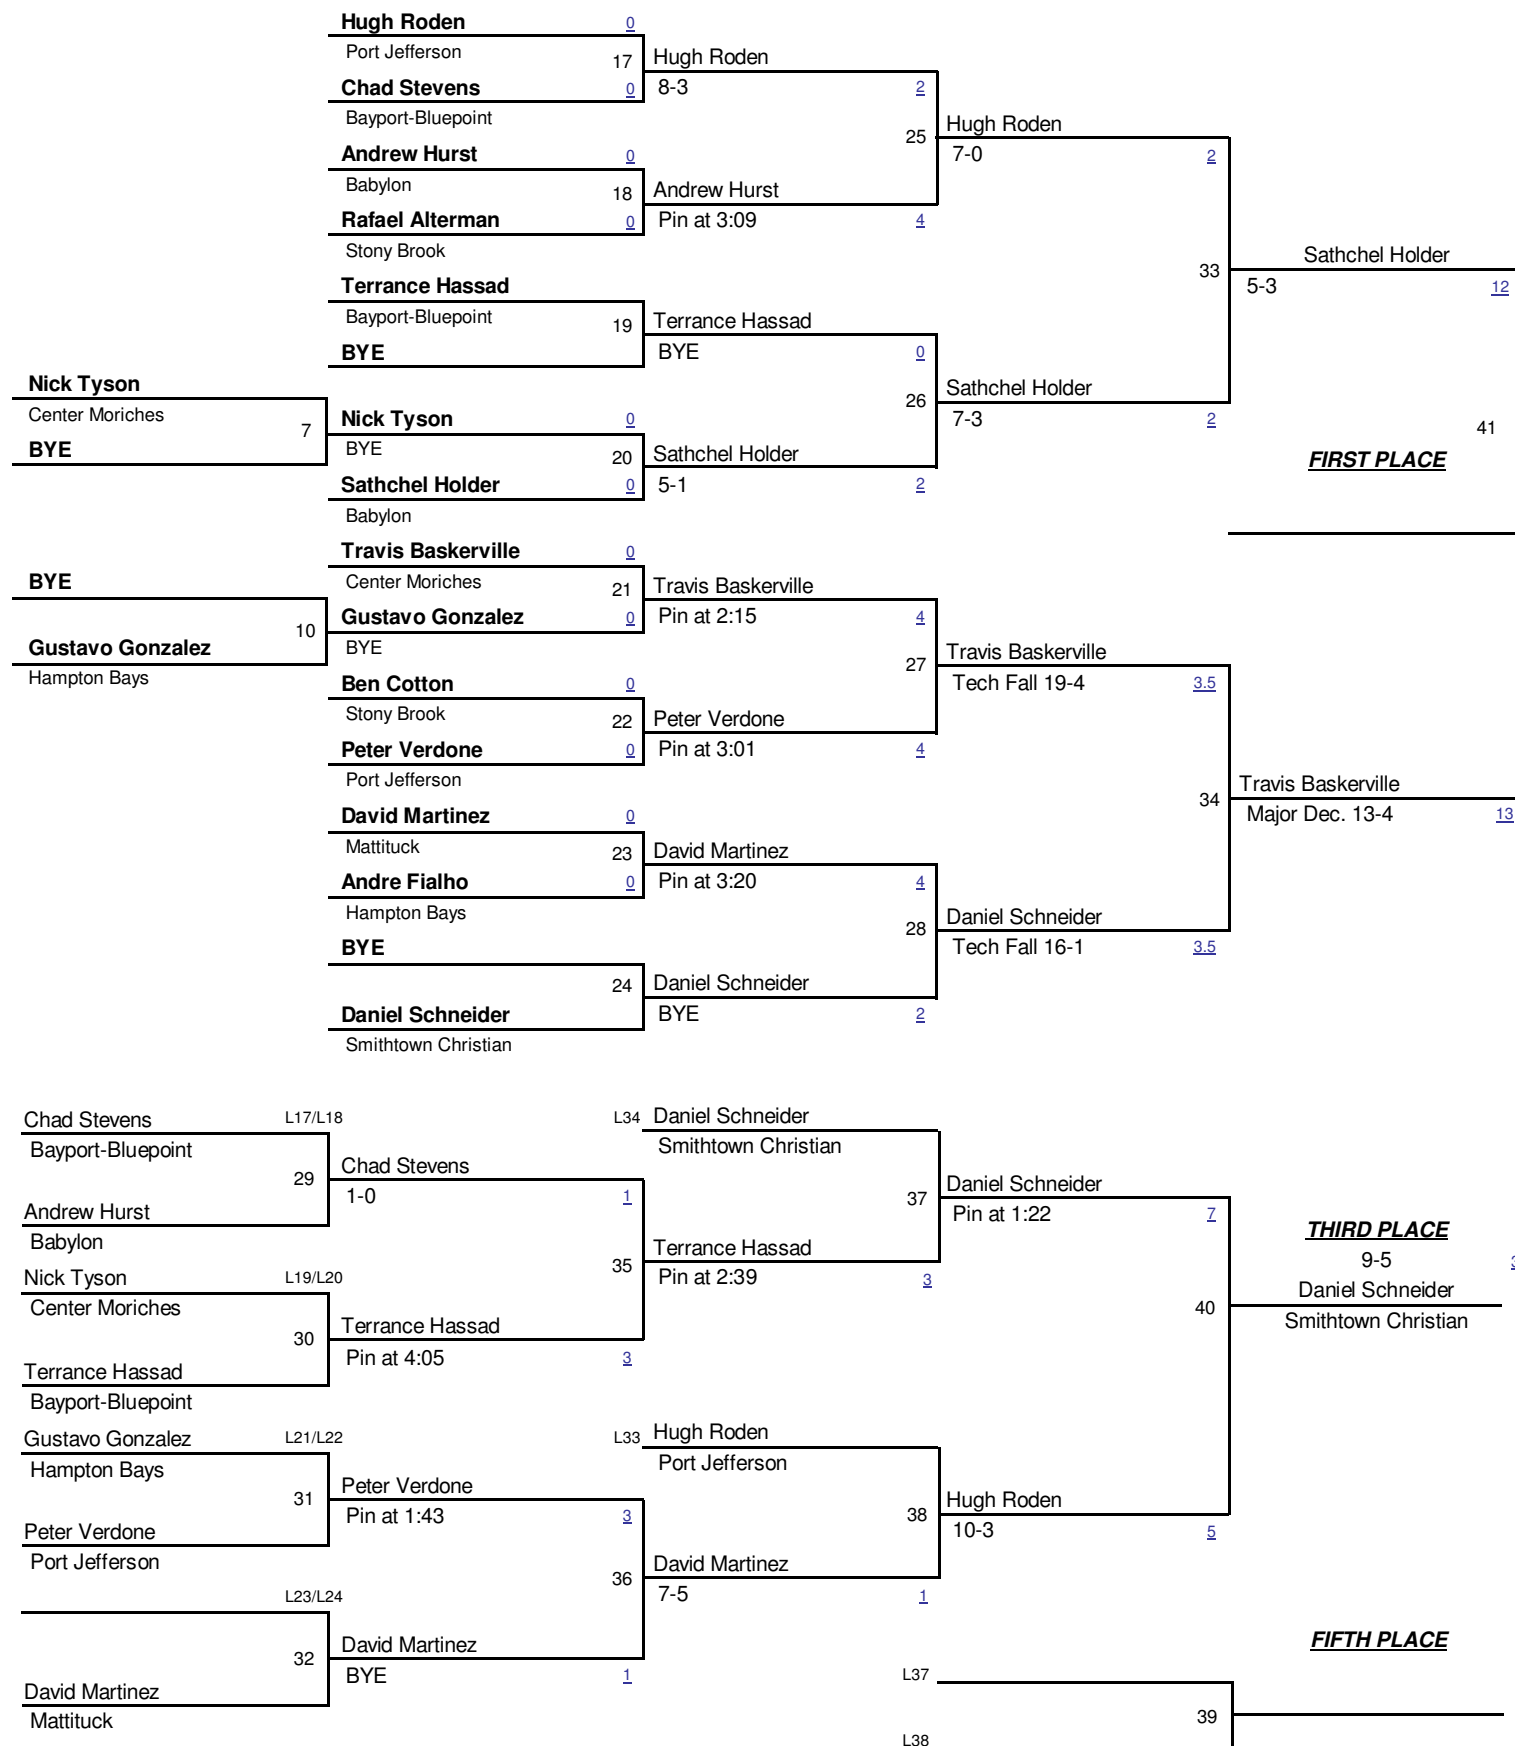 Hugh Roden 0
Port Jefferson
17
Hugh Roden
Chad Stevens 0
8-3 2
Bayport-Bluepoint
25
Hugh Roden
7-0 2
Andrew Hurst 0
Babylon
18
Andrew Hurst
Rafael Alterman 0
Pin at 3:09 4
Stony Brook
33
Sathchel Holder
5-3 12
Terrance Hassad
Bayport-Bluepoint
19
Terrance Hassad
BYE
BYE 0
Nick Tyson
Center Moriches
7
BYE
26
Sathchel Holder
7-3 2
Nick Tyson 0
BYE
20
Sathchel Holder
Sathchel Holder 0
5-1 2
Babylon
41
FIRST PLACE
Travis Baskerville 0
Center Moriches
21
Travis Baskerville
BYE
10
Gustavo Gonzalez 0
Pin at 2:15 4
Gustavo Gonzalez
BYE
Hampton Bays
27
Travis Baskerville
Tech Fall 19-4 3.5
Ben Cotton 0
Stony Brook
22
Peter Verdone
Peter Verdone 0
Pin at 3:01 4
Port Jefferson
34
Travis Baskerville
Major Dec. 13-4 13
David Martinez 0
Mattituck
23
David Martinez
Andre Fialho 0
Pin at 3:20 4
Hampton Bays
28
Daniel Schneider
Tech Fall 16-1 3.5
BYE
24
Daniel Schneider
Daniel Schneider
BYE 2
Smithtown Christian
Chad Stevens L17/L18
Bayport-Bluepoint
29
Chad Stevens
1-0 1
Andrew Hurst
Babylon
L34 Daniel Schneider
Smithtown Christian
37
Daniel Schneider
Pin at 1:22 7
35
Terrance Hassad
Pin at 2:39 3
THIRD PLACE
9-5
Daniel Schneider
Smithtown Christian
40
Nick Tyson L19/L20
Center Moriches
30
Terrance Hassad
Pin at 4:05 3
Terrance Hassad
Bayport-Bluepoint
Gustavo Gonzalez L21/L22
Hampton Bays
31
Peter Verdone
Pin at 1:43 3
Peter Verdone
Port Jefferson
L33 Hugh Roden
Port Jefferson
38
Hugh Roden
10-3 5
36
David Martinez
7-5 1
L23/L24
32
David Martinez
BYE 1
David Martinez
Mattituck
FIFTH PLACE
L37
39
L38